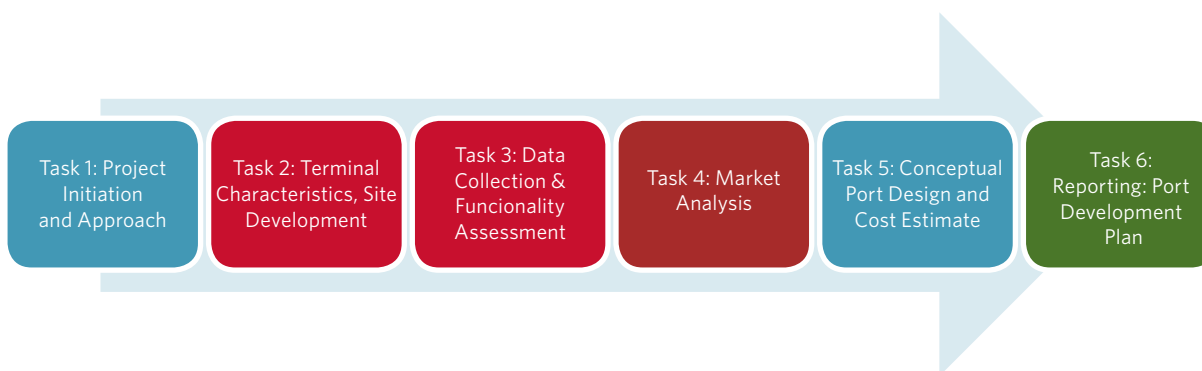 Task 1: Project
Initiation
and Approach
Task 2: Terminal
Characteristics, Site
Development
Task 3: Data
Collection &
Funcionality
Assessment
Task 4: Market
Analysis
Task 5: Conceptual
Port Design and
Cost Estimate
Task 6:
Reporting: Port
Development
Plan